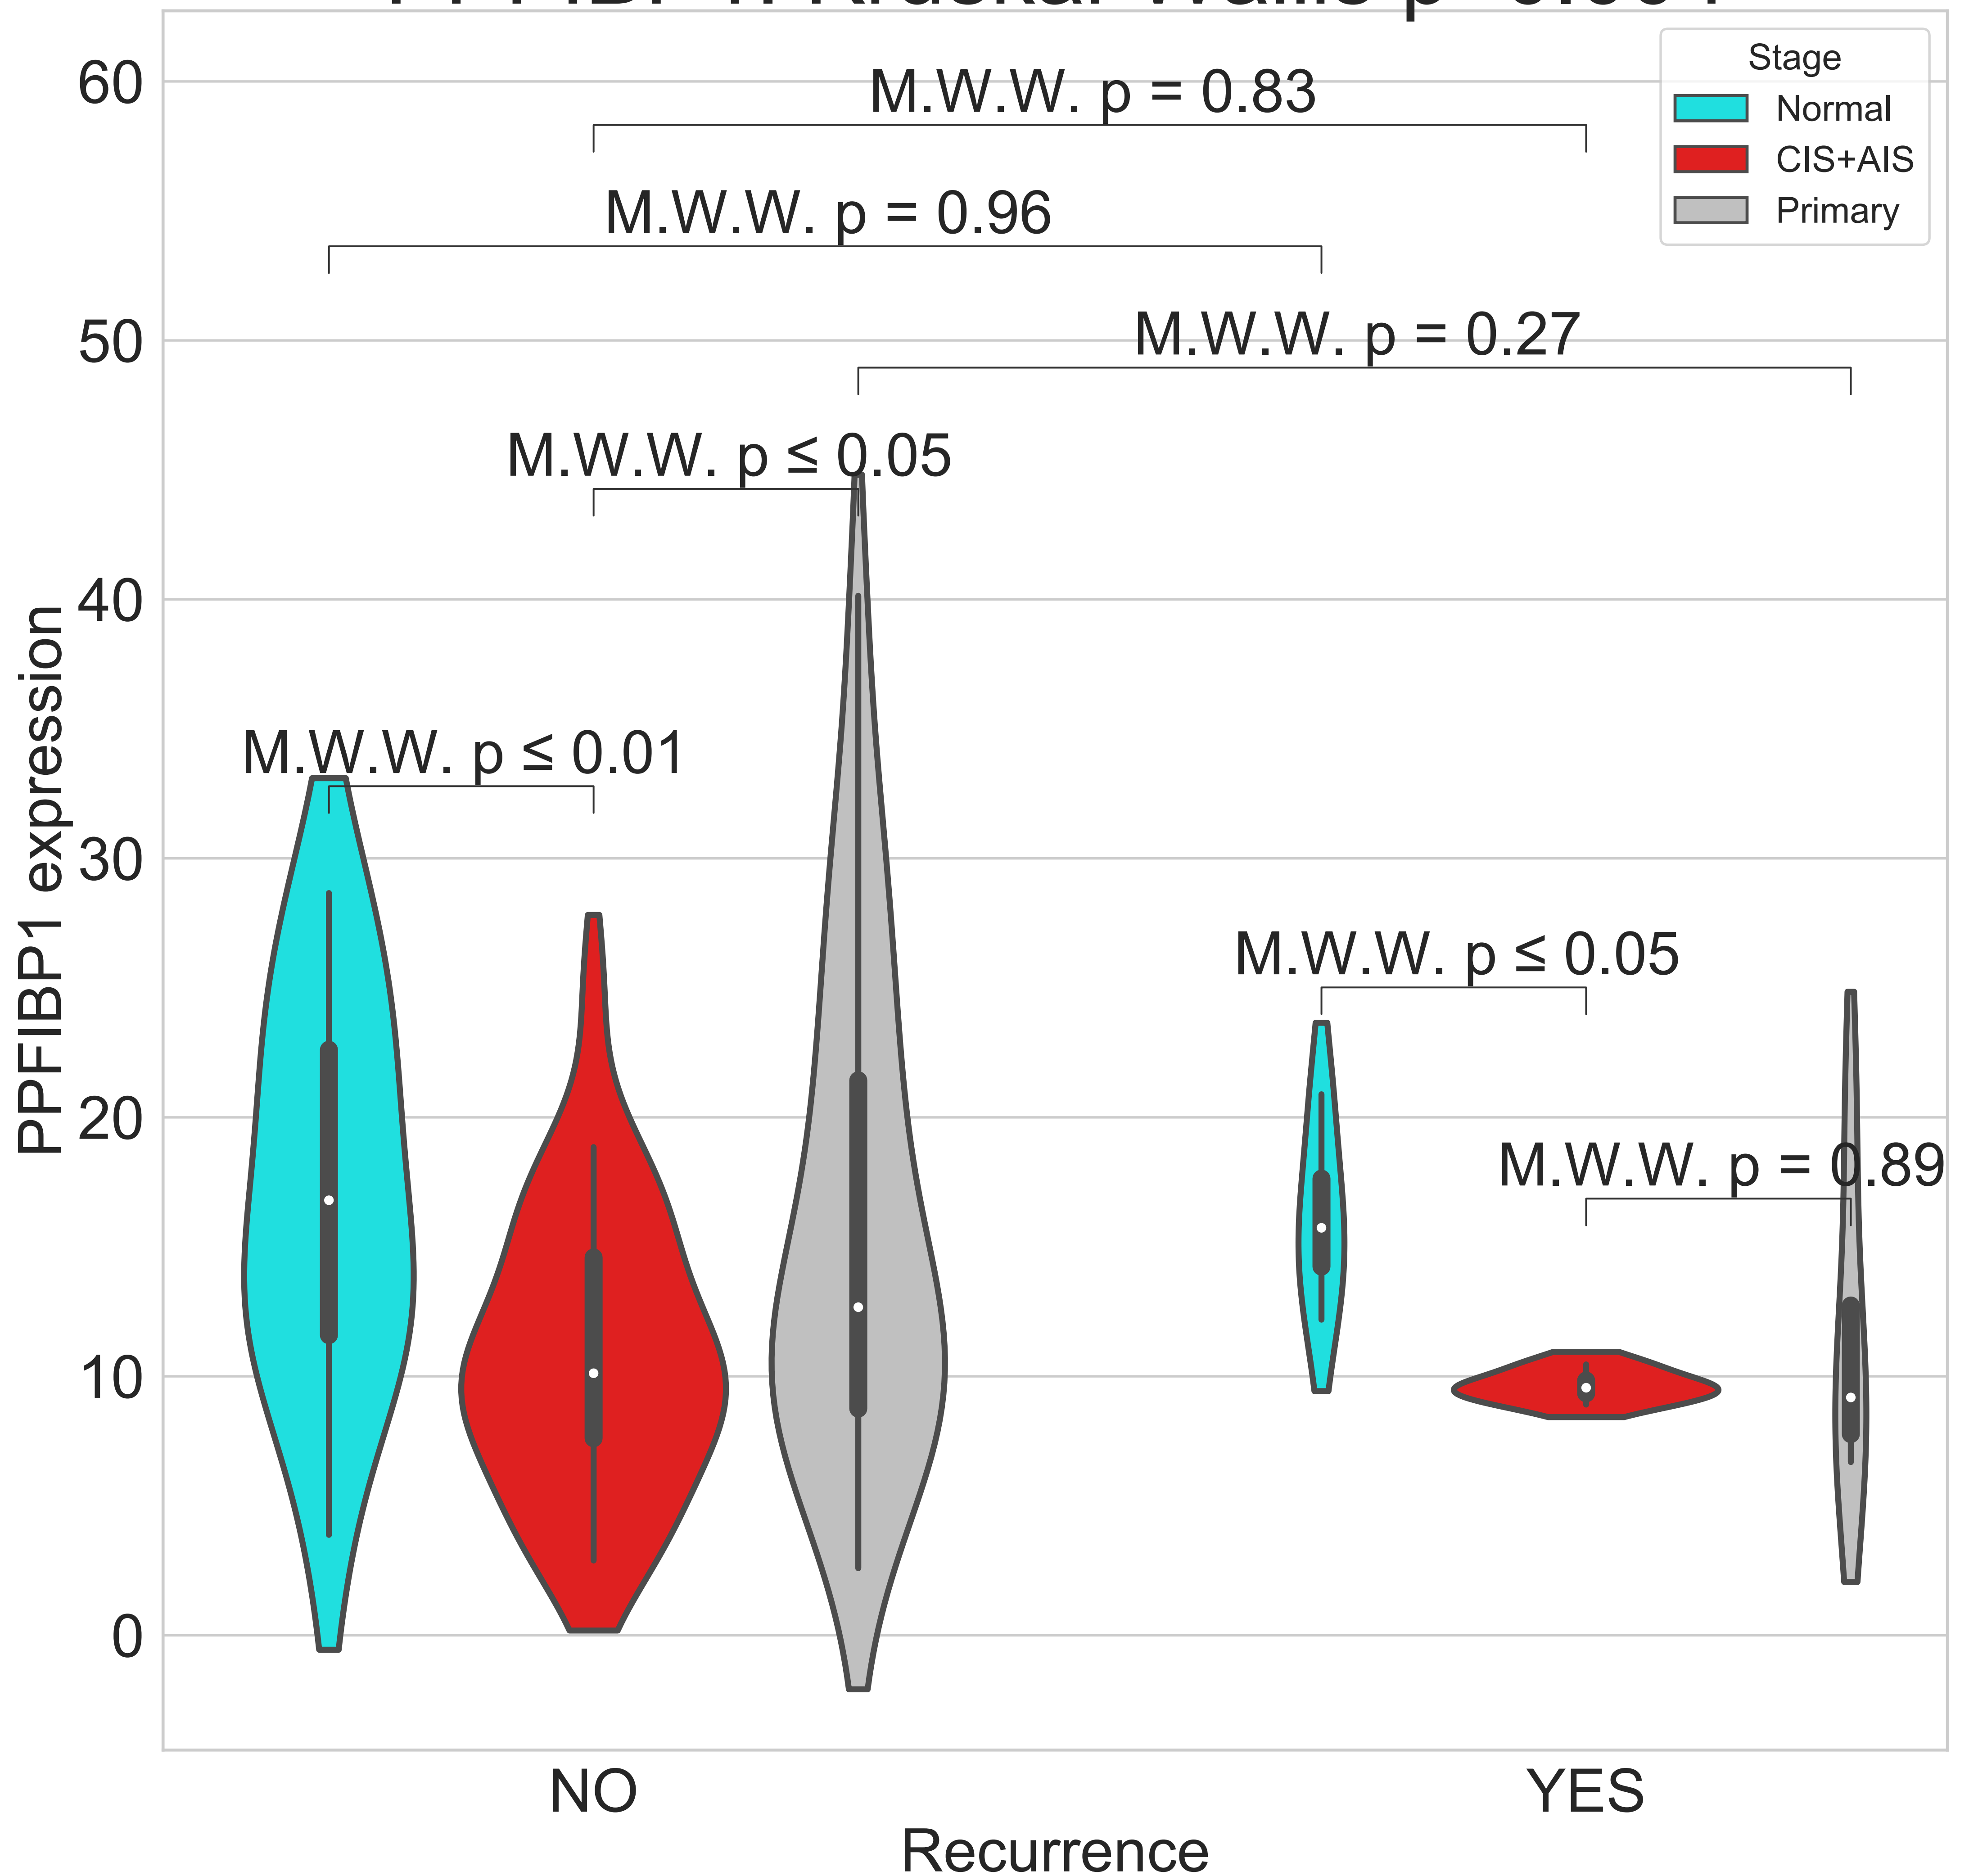 Stage
Normal
CIS+AIS
Primary
M.W.W. p = 0.83
M.W.W. p = 0.96
M.W.W. p = 0.27
M.W.W. p ≤ 0.05
M.W.W. p ≤ 0.01
M.W.W. p ≤ 0.05
M.W.W. p = 0.89
60
50
40
30
20
10
0
PPFIBP1 expression
NO
YES
Recurrence